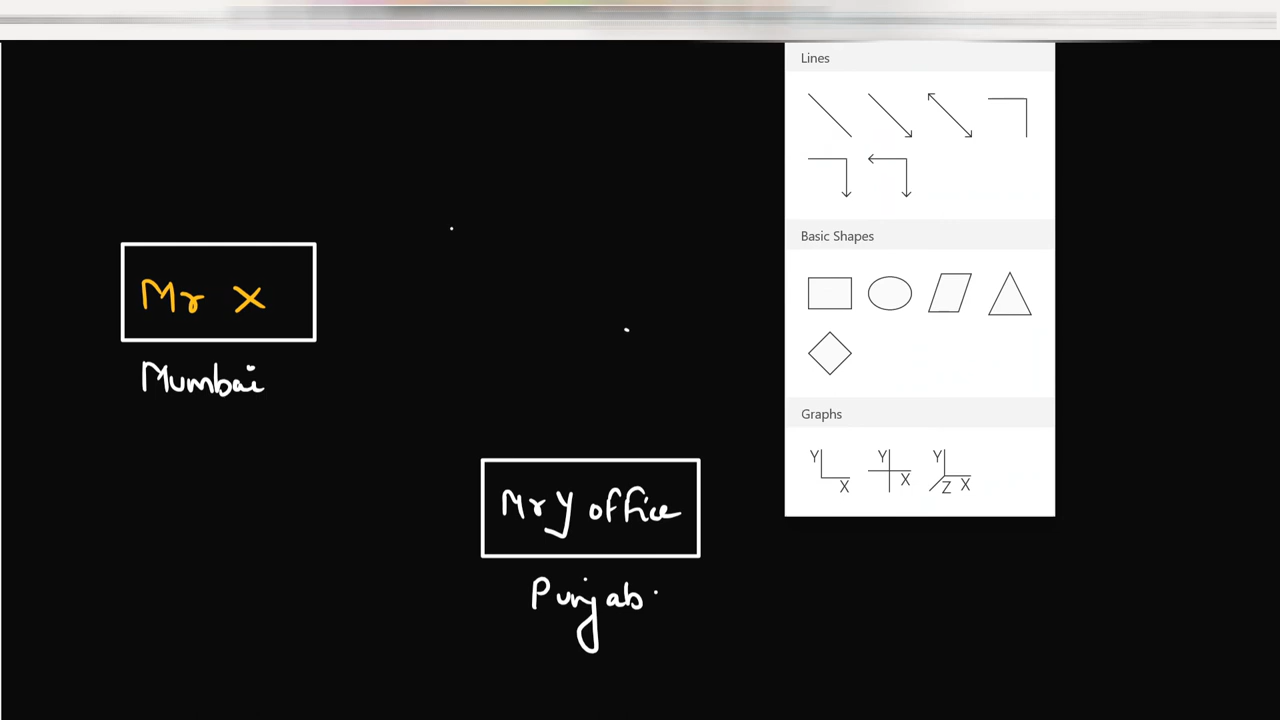 Lines
Mr X
Mumbai
Basic Shapes
Graphs
Y
X
Y
X
Y
Z
X
Mr y office
Punjab